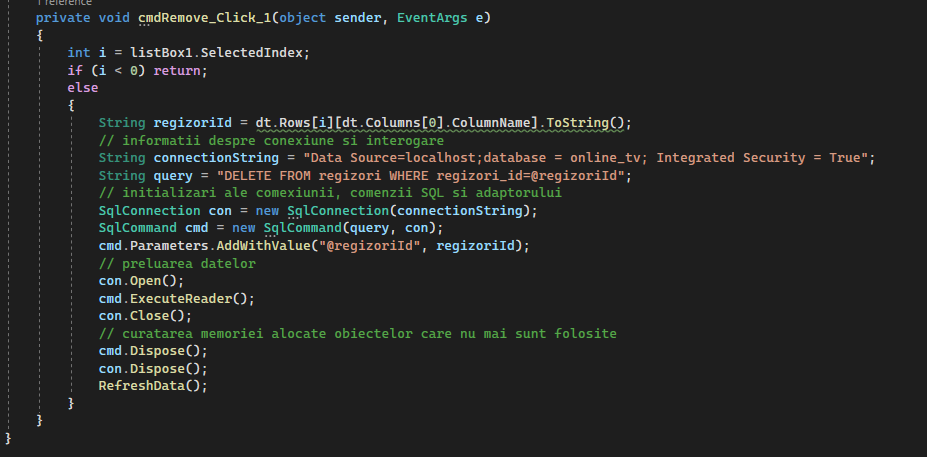 1 reference
private void cmdRemove_Click_1(object sender, EventArgs e)
{
int i = listBox1.SelectedIndex;
if (i < 0) return;
else
{
String regizoriId = dt.Rows[i][dt.Columns[0].ColumnName].ToString();
// informatii despre conexiune si interogare
String connectionString = "Data Source=localhost;database = online_tv; Integrated Security = True";
String query = "DELETE FROM regizori WHERE regizori_id=@regizoriId";
// initializari ale comexiunii, comenzii SQL si adaptorului
SqlConnection con = new SqlConnection(connectionString);
SqlCommand cmd = new SqlCommand(query, con);
cmd.Parameters.AddWithValue("@regizoriId", regizoriId);
// preluarea datelor
con.Open();
cmd.ExecuteReader();
con.Close();
// curatarea memoriei alocate obiectelor care nu mai sunt folosite
cmd.Dispose();
con.Dispose();
RefreshData();
}
}
}